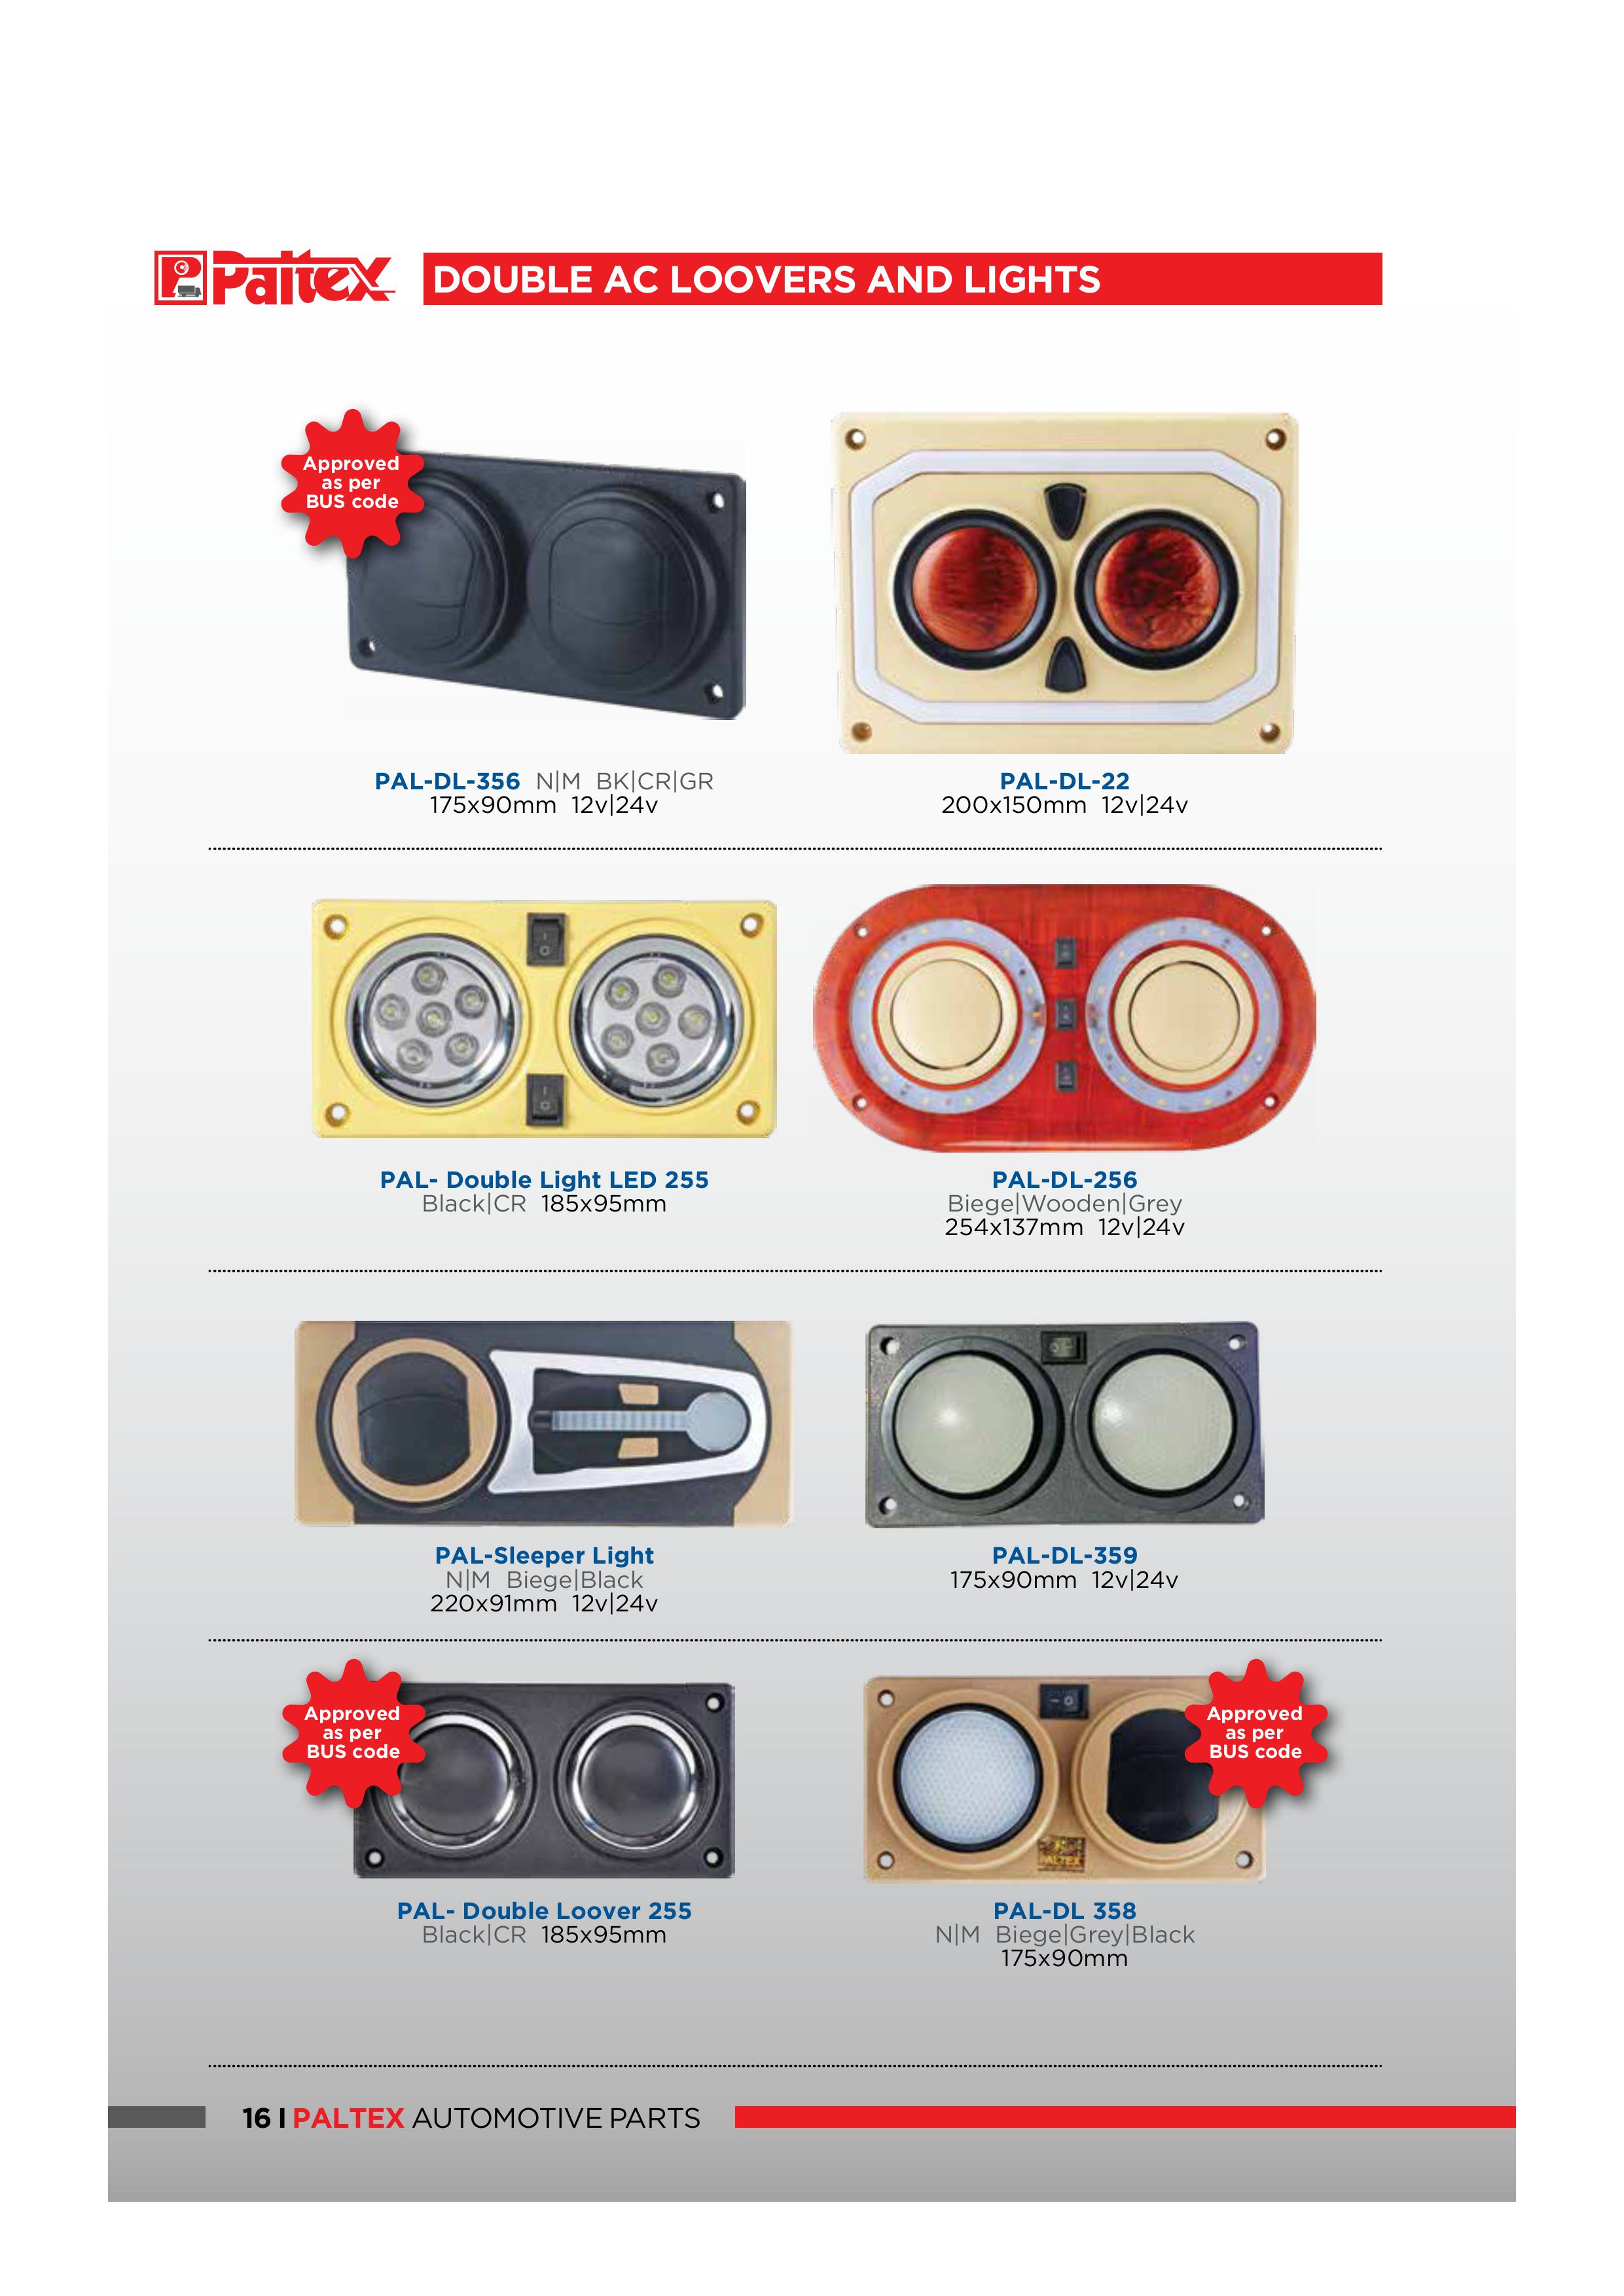 Paltex
DOUBLE AC LOOVERS AND LIGHTS
Approved
as per
BUS code
PAL-DL-356 N|M BK|CR|GR
175x90mm 12v|24v
PAL-DL-22
200x150mm 12v|24v
PAL- Double Light LED 255
Black|CR 185x95mm
PAL-DL-256
Biege|Wooden|Grey
254x137mm 12v|24v
PAL-Sleeper Light
N|M Biege|Black
220x91mm 12v|24v
PAL-DL-359
175x90mm 12v|24v
Approved
as per
BUS code
PAL- Double Loover 255
Black|CR 185x95mm
Approved
as per
BUS code
PALTEX
PAL-DL 358
N|M Biege|Grey|Black
175x90mm
16 I PALTEX AUTOMOTIVE PARTS